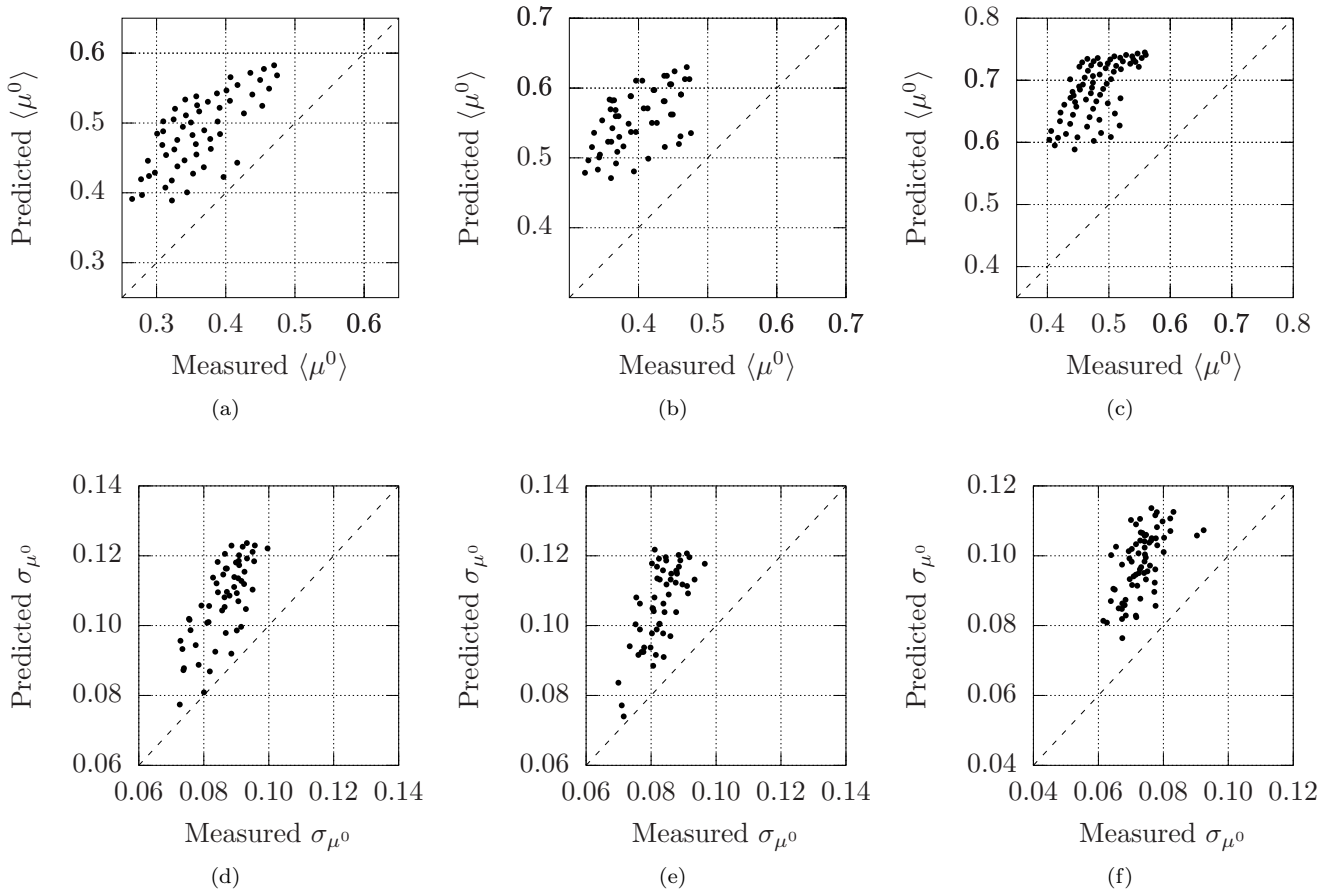 Predicted ⟨μ⁰⟩
0.6
0.5
0.4
0.3
0.3 0.4 0.5 0.6
Measured ⟨μ⁰⟩
(a)
Predicted ⟨μ⁰⟩
0.7
0.6
0.5
0.4
0.4 0.5 0.6 0.7
Measured ⟨μ⁰⟩
(b)
Predicted ⟨μ⁰⟩
0.8
0.7
0.6
0.5
0.4
0.4 0.5 0.6 0.7 0.8
Measured ⟨μ⁰⟩
(c)
Predicted σ_μ⁰
0.14
0.12
0.10
0.08
0.06
0.06 0.08 0.10 0.12 0.14
Measured σ_μ⁰
(d)
Predicted σ_μ⁰
0.14
0.12
0.10
0.08
0.06
0.06 0.08 0.10 0.12 0.14
Measured σ_μ⁰
(e)
Predicted σ_μ⁰
0.12
0.10
0.08
0.06
0.04
0.04 0.06 0.08 0.10 0.12
Measured σ_μ⁰
(f)